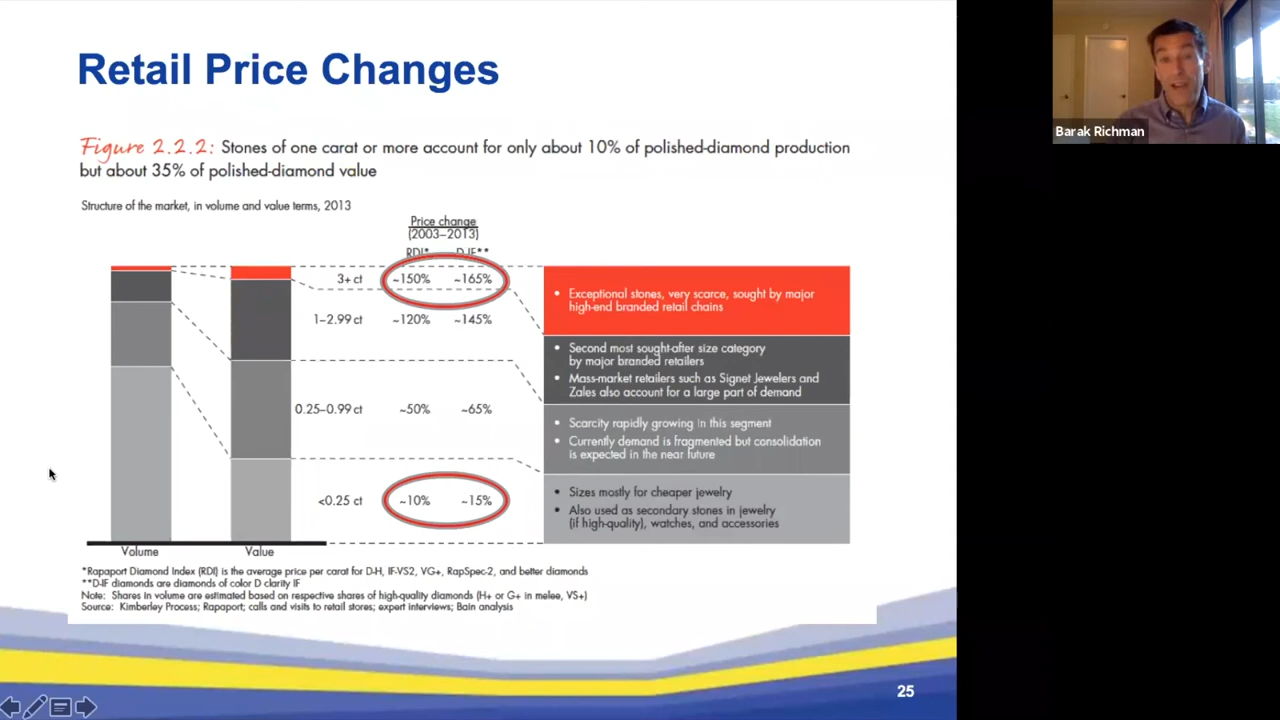 Retail Price Changes
Barak Richman
Figure 2.2.2: Stones of one carat or more account for only about 10% of polished-diamond production
but about 35% of polished-diamond value
Structure of the market, in volume and value terms, 2013
Price change
(2003–2013)
RDI* D-IF**
3+ ct ~150% ~165%
1–2.99 ct ~120% ~145%
0.25–0.99 ct ~50% ~65%
<0.25 ct ~10% ~15%
• Exceptional stones, very scarce, sought by major
high-end branded retail chains
• Second most sought-after size category
by major branded retailers
• Mass-market retailers such as Signet Jewelers and
Zales also account for a large part of demand
• Scarcity rapidly growing in this segment
• Currently demand is fragmented but consolidation
is expected in the near future
• Sizes mostly for cheaper jewelry
• Also used as secondary stones in jewelry
(if high-quality), watches, and accessories
Volume Value
*Rapaport Diamond Index (RDI) is the average price per carat for D-H, IF-VS2, VG+, RapSpec-2, and better diamonds
**D-IF diamonds are diamonds of color D clarity IF
Note: Shares in volume are estimated based on respective shares of high-quality diamonds (H+ or G+ in melee, VS+)
Source: Kimberley Process; Rapaport; calls and visits to retail stores; expert interviews; Bain analysis
25